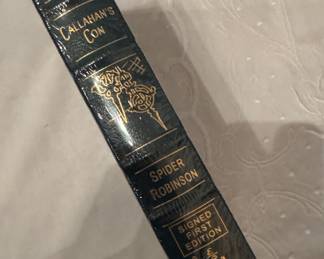 CALLAHAN'S
CON
SPIDER
ROBINSON
SIGNED
FIRST
EDITION